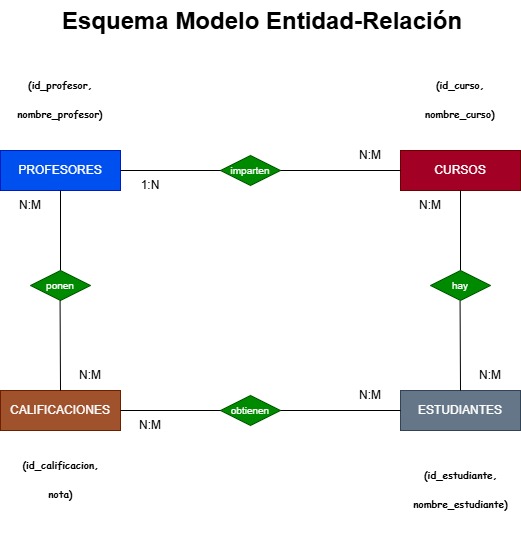 Esquema Modelo Entidad-Relación
(id_profesor,
nombre_profesor)
(id_curso,
nombre_curso)
PROFESORES
1:N
imparten
N:M
CURSOS
N:M
N:M
ponen
hay
N:M
N:M
CALIFICACIONES
N:M
obtienen
N:M
ESTUDIANTES
(id_calificacion,
nota)
(id_estudiante,
nombre_estudiante)